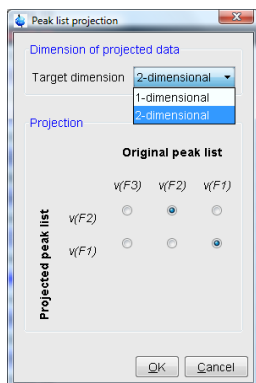 Peak list projection
Dimension of projected data
Target dimension 2-dimensional
1-dimensional
2-dimensional
Projection
Original peak list
v(F3) v(F2) v(F1)
Projected peak list
v(F2)
v(F1)
OK Cancel